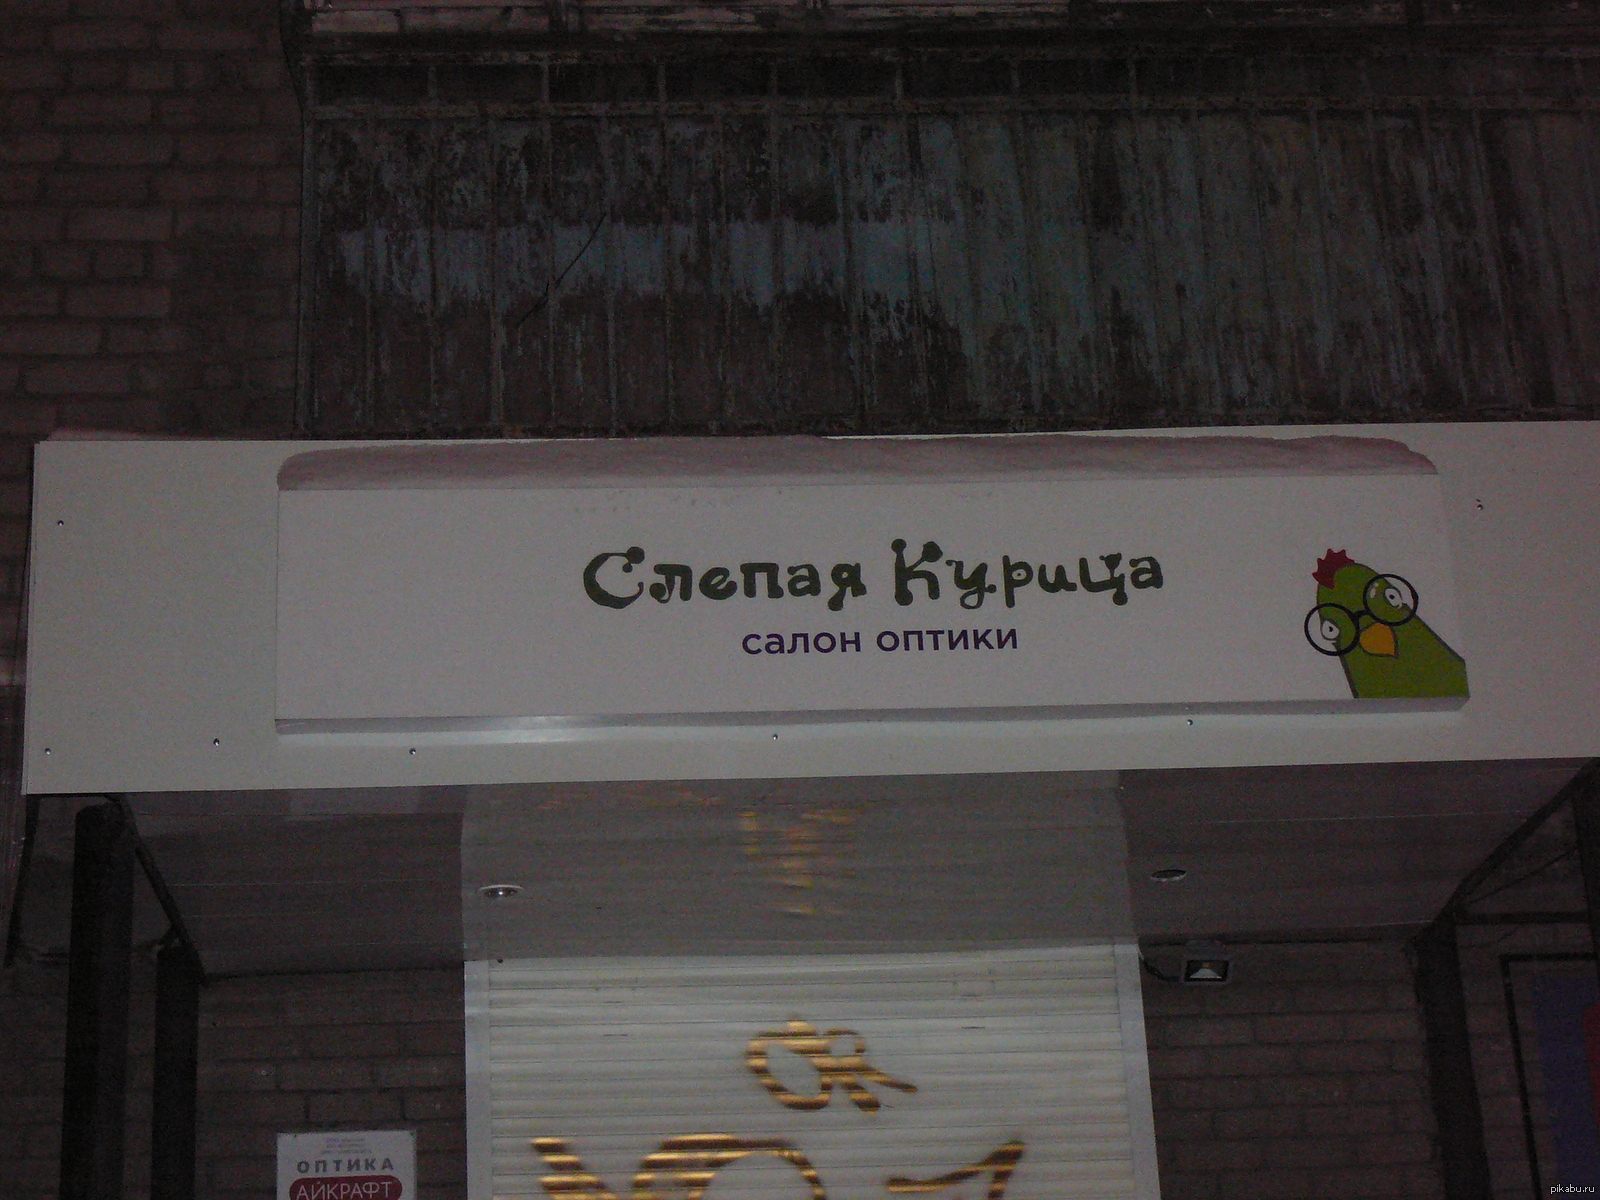 Слепая Курица
салон оптики
ОПТИКА
АЙКРАФТ
pikabu.ru